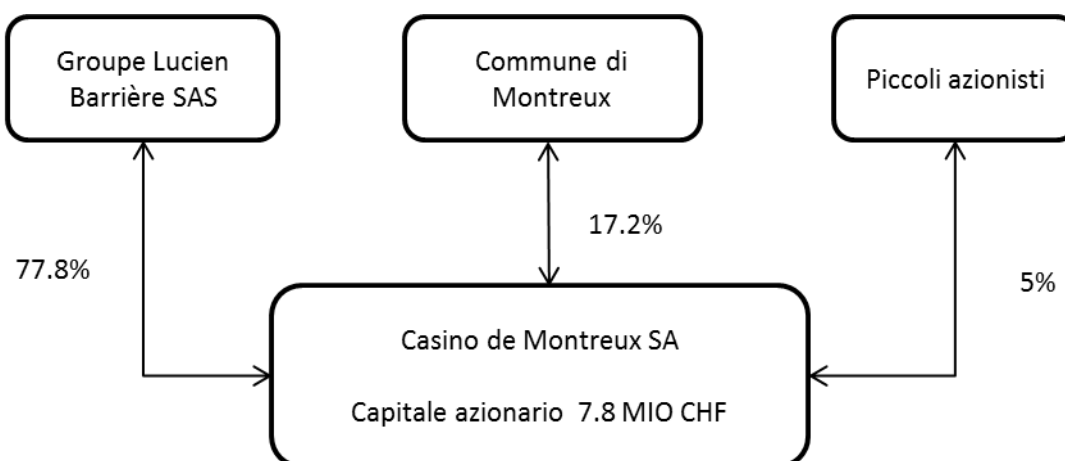 Groupe Lucien
Barrière SAS
Commune di
Montreux
Piccoli azionisti
77.8%
17.2%
5%
Casino de Montreux SA
Capitale azionario 7.8 MIO CHF